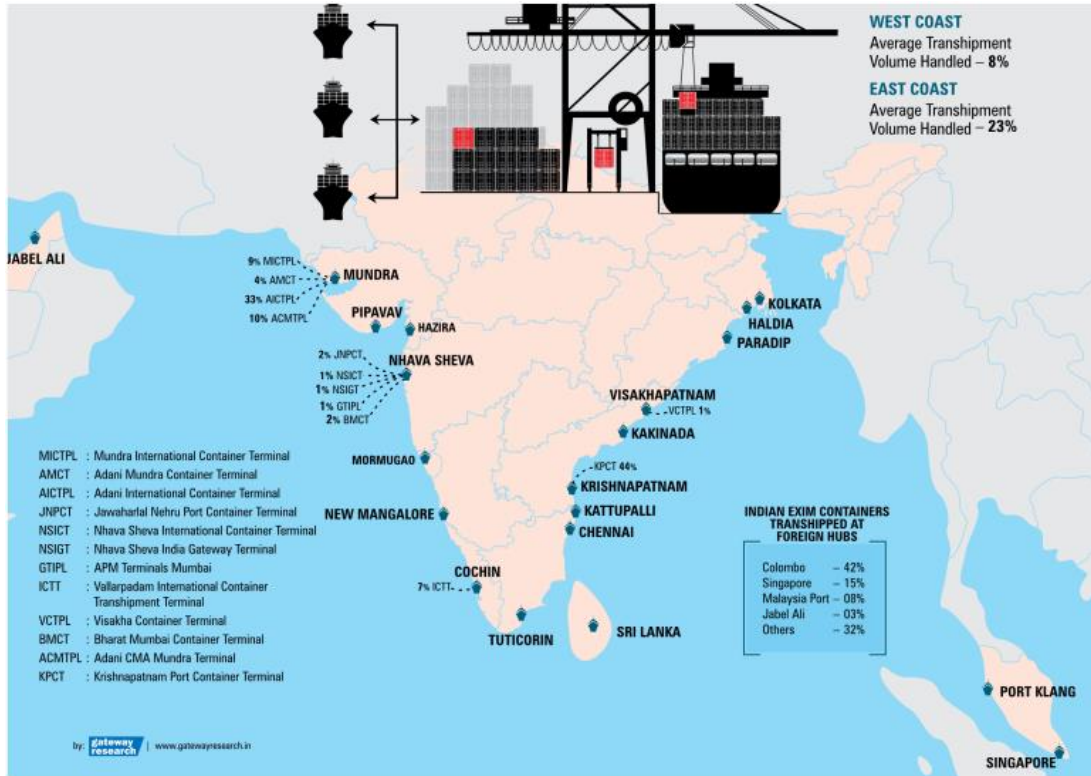 WEST COAST
Average Transhipment
Volume Handled – 8%
EAST COAST
Average Transhipment
Volume Handled – 23%
JABEL ALI
9% MICTPL
4% AMCT
33% AICTPL
10% ACMTPL
MUNDRA
PIPAVAV
HAZIRA
KOLKATA
HALDIA
PARADIP
2% JNPCT
1% NSICT
1% NSIGT
1% GTIPL
2% BMCT
NHAVA SHEVA
VISAKHAPATNAM
VCTPL 1%
KAKINADA
MORMUGAO
KPCT 44%
KRISHNAPATNAM
KATTUPALLI
CHENNAI
NEW MANGALORE
COCHIN
7% ICTT
TUTICORIN
SRI LANKA
MICTPL : Mundra International Container Terminal
AMCT : Adani Mundra Container Terminal
AICTPL : Adani International Container Terminal
JNPCT : Jawaharlal Nehru Port Container Terminal
NSICT : Nhava Sheva International Container Terminal
NSIGT : Nhava Sheva India Gateway Terminal
GTIPL : APM Terminals Mumbai
ICTT : Vallarpadam International Container
Transhipment Terminal
VCTPL : Visakha Container Terminal
BMCT : Bharat Mumbai Container Terminal
ACMTPL : Adani CMA Mundra Terminal
KPCT : Krishnapatnam Port Container Terminal
INDIAN EXIM CONTAINERS
TRANSHIPPED AT
FOREIGN HUBS
Colombo – 42%
Singapore – 15%
Malaysia Port – 08%
Jabel Ali – 03%
Others – 32%
PORT KLANG
SINGAPORE
by: gateway research | www.gatewayresearch.in